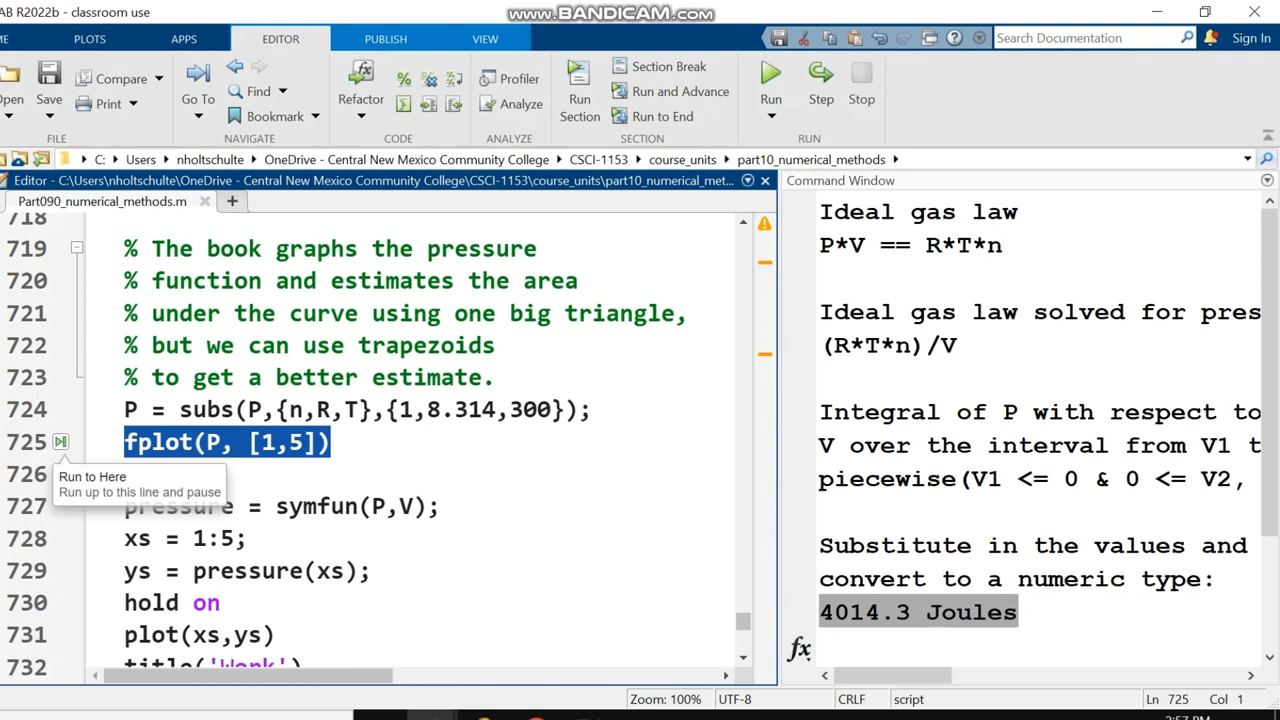 AB R2022b - classroom use
www.BANDICAM.com
ME PLOTS APPS EDITOR PUBLISH VIEW
Search Documentation
Sign In
Open
Save
Compare
Print
FILE
Go To
Find
Bookmark
NAVIGATE
Refactor
CODE
Profiler
Analyze
ANALYZE
Run Section
Section Break
Run and Advance
Run to End
SECTION
Run
Step
Stop
RUN
C: Users nholtschulte OneDrive - Central New Mexico Community College CSCI-1153 course_units part10_numerical_methods
Editor - C:\Users\nholtschulte\OneDrive - Central New Mexico Community College\CSCI-1153\course_units\part10_numerical_met...
Part090_numerical_methods.m
718
719 % The book graphs the pressure
720 % function and estimates the area
721 % under the curve using one big triangle,
722 % but we can use trapezoids
723 % to get a better estimate.
724 P = subs(P,{n,R,T},{1,8.314,300});
725 fplot(P, [1,5])
726
Run to Here
Run up to this line and pause
727 pressure = symfun(P,V);
728 xs = 1:5;
729 ys = pressure(xs);
730 hold on
731 plot(xs,ys)
732 title('Work')
Command Window
Ideal gas law
P*V == R*T*n
Ideal gas law solved for pres
(R*T*n)/V
Integral of P with respect to
V over the interval from V1 t
piecewise(V1 <= 0 & 0 <= V2,
Substitute in the values and
convert to a numeric type:
4014.3 Joules
fx
Zoom: 100% UTF-8 CRLF script Ln 725 Col 1
2:57 PM